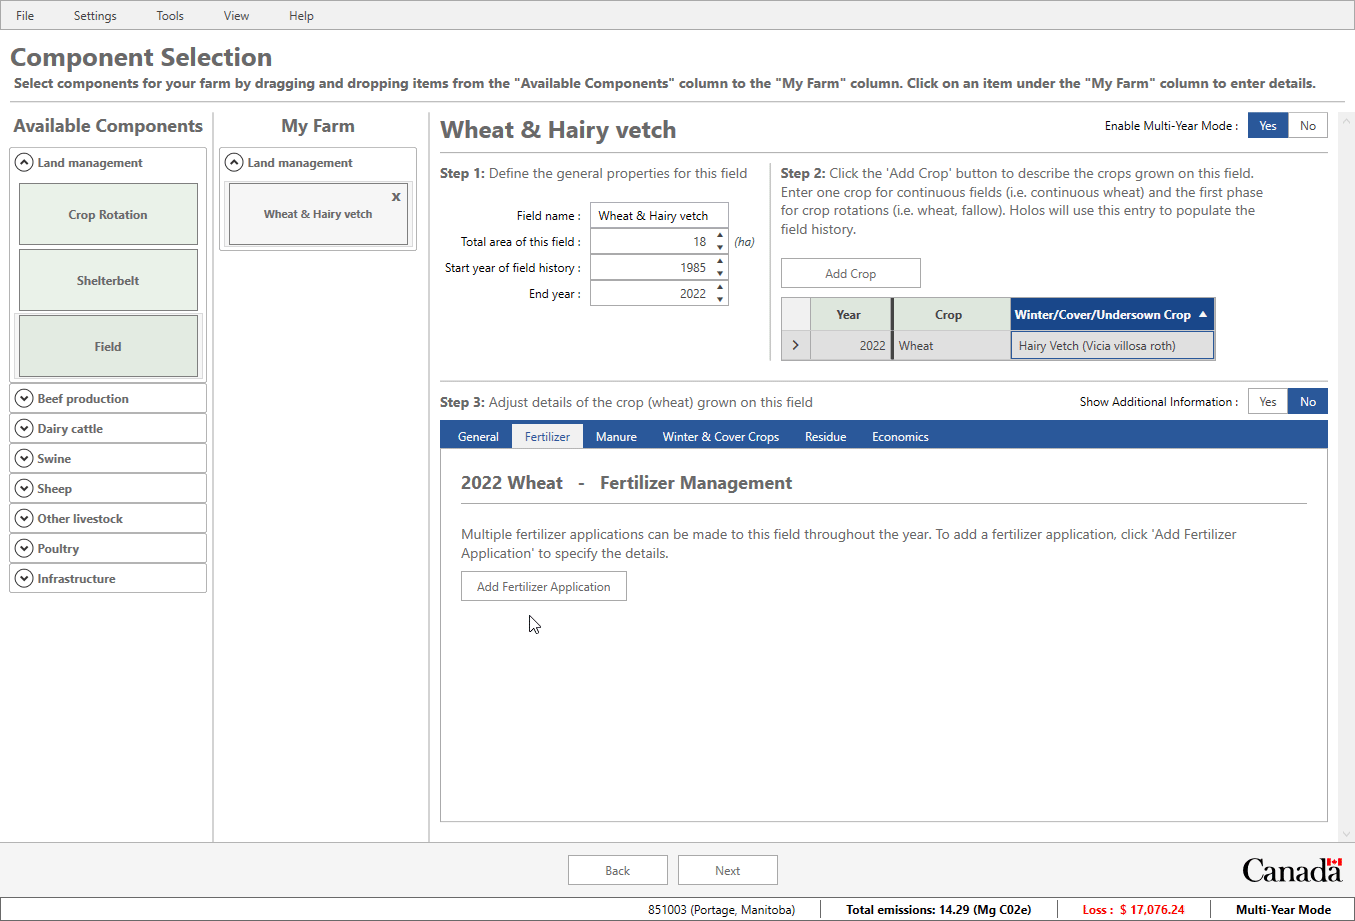 File Settings Tools View Help
Component Selection
Select components for your farm by dragging and dropping items from the "Available Components" column to the "My Farm" column. Click on an item under the "My Farm" column to enter details.
Available Components
Land management
Crop Rotation
Shelterbelt
Field
Beef production
Dairy cattle
Swine
Sheep
Other livestock
Poultry
Infrastructure
My Farm
Land management
Wheat & Hairy vetch x
Wheat & Hairy vetch
Enable Multi-Year Mode : Yes No
Step 1: Define the general properties for this field
Field name : Wheat & Hairy vetch
Total area of this field : 18 (ha)
Start year of field history : 1985
End year : 2022
Step 2: Click the 'Add Crop' button to describe the crops grown on this field.
Enter one crop for continuous fields (i.e. continuous wheat) and the first phase
for crop rotations (i.e. wheat, fallow). Holos will use this entry to populate the
field history.
Add Crop
Year Crop Winter/Cover/Undersown Crop
2022 Wheat Hairy Vetch (Vicia villosa roth)
Step 3: Adjust details of the crop (wheat) grown on this field
Show Additional Information : Yes No
General Fertilizer Manure Winter & Cover Crops Residue Economics
2022 Wheat - Fertilizer Management
Multiple fertilizer applications can be made to this field throughout the year. To add a fertilizer application, click 'Add Fertilizer
Application' to specify the details.
Add Fertilizer Application
Back Next
Canada
851003 (Portage, Manitoba) Total emissions: 14.29 (Mg C02e) Loss : $ 17,076.24 Multi-Year Mode